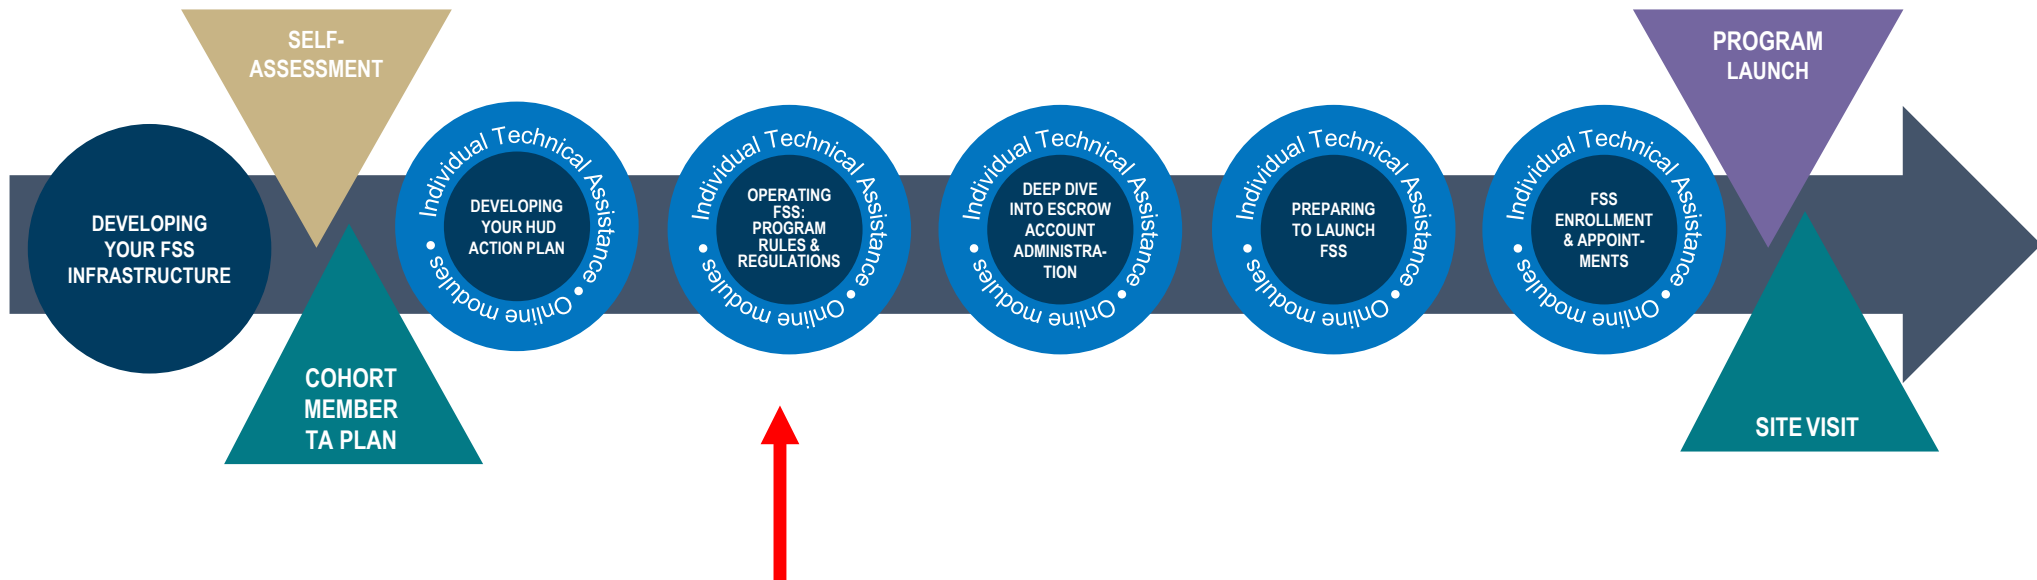 SELF-
ASSESSMENT
PROGRAM
LAUNCH
DEVELOPING
YOUR FSS
INFRASTRUCTURE
COHORT
MEMBER
TA PLAN
Individual Technical Assistance • Online modules •
DEVELOPING
YOUR HUD
ACTION PLAN
Individual Technical Assistance • Online modules •
OPERATING
FSS:
PROGRAM
RULES &
REGULATIONS
Individual Technical Assistance • Online modules •
DEEP DIVE
INTO ESCROW
ACCOUNT
ADMINISTRA-
TION
Individual Technical Assistance • Online modules •
PREPARING
TO LAUNCH
FSS
Individual Technical Assistance • Online modules •
FSS
ENROLLMENT
& APPOINT-
MENTS
SITE VISIT